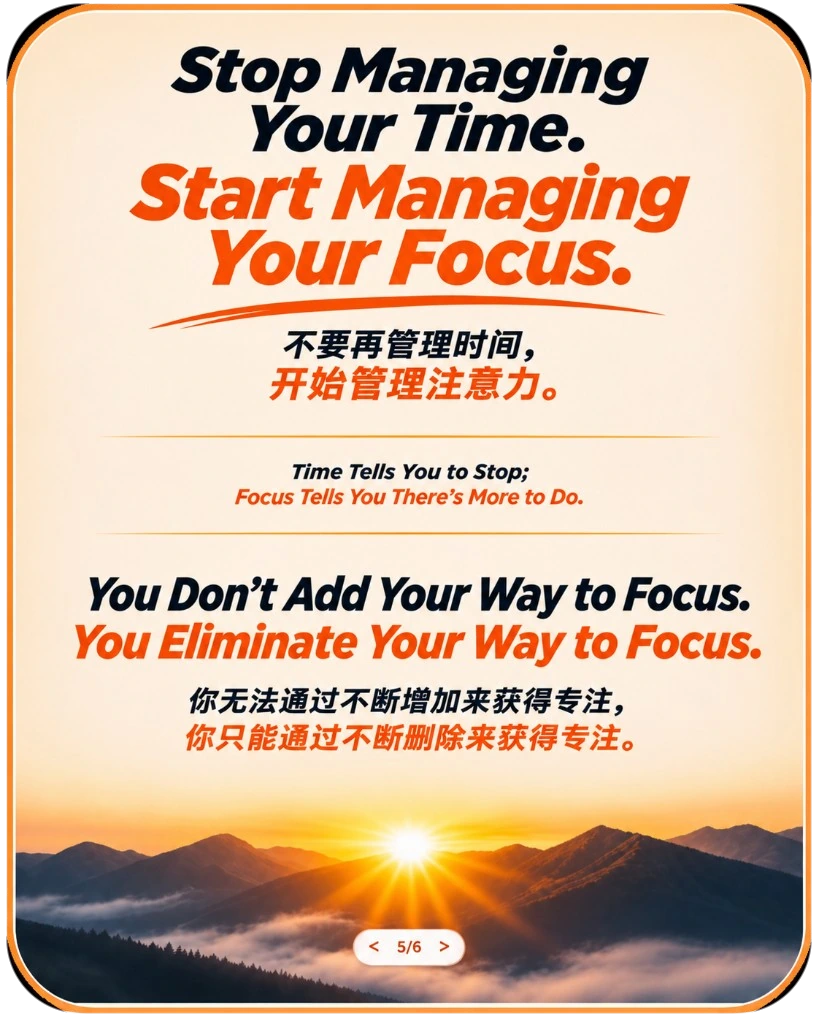 Stop Managing
Your Time.
Start Managing
Your Focus.
不要再管理时间，
开始管理注意力。
Time Tells You to Stop;
Focus Tells You There's More to Do.
You Don't Add Your Way to Focus.
You Eliminate Your Way to Focus.
你无法通过不断增加来获得专注，
你只能通过不断删除来获得专注。
< 5/6 >